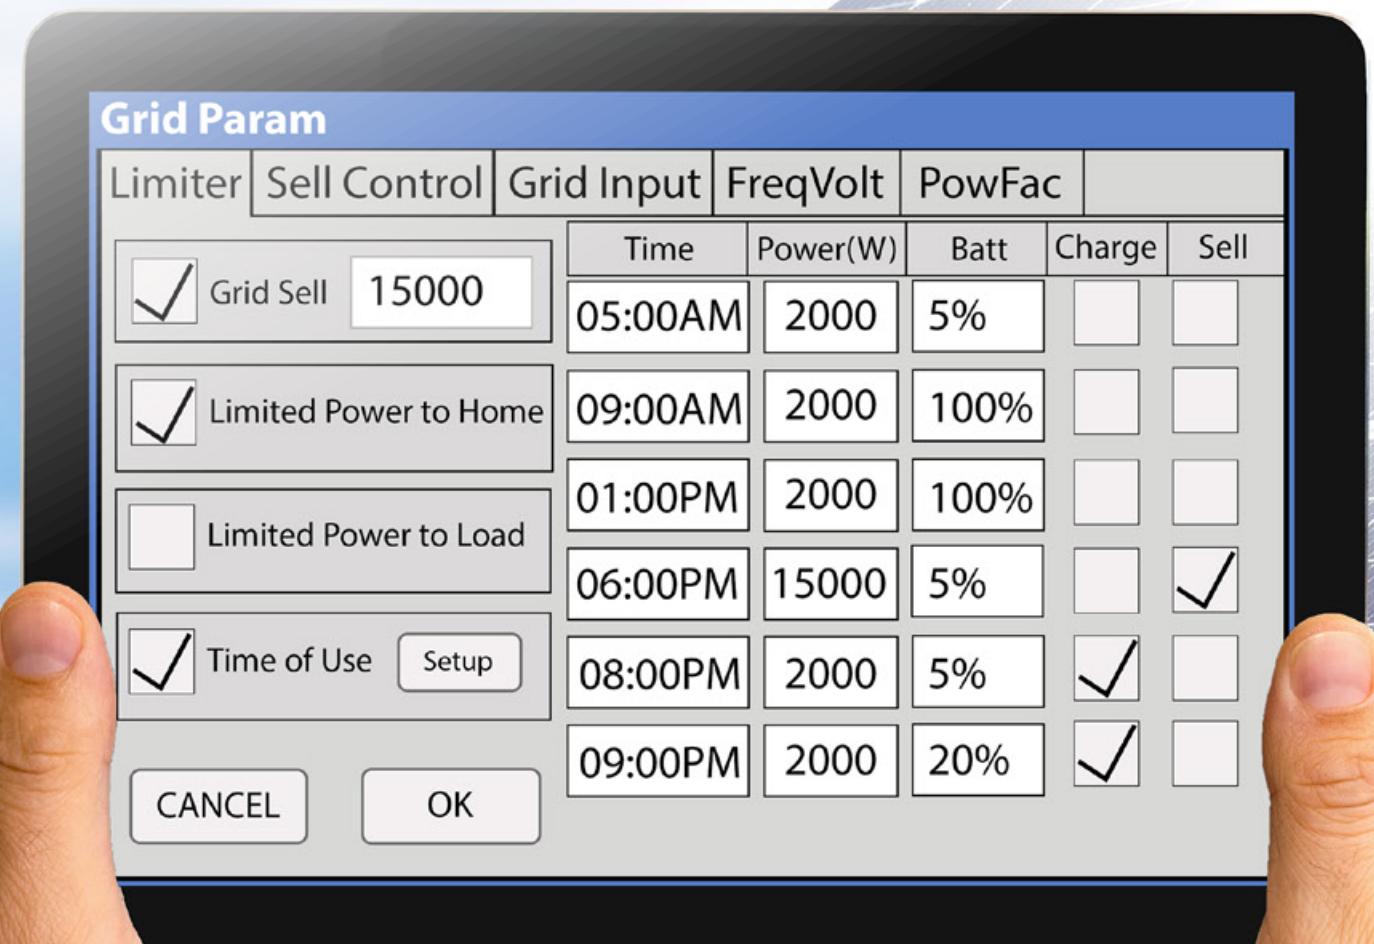 Grid Param
Limiter Sell Control Grid Input FreqVolt PowFac
Time Power(W) Batt Charge Sell
Grid Sell 15000
05:00AM 2000 5%
Limited Power to Home
09:00AM 2000 100%
01:00PM 2000 100%
Limited Power to Load
06:00PM 15000 5%
Time of Use Setup
08:00PM 2000 5%
09:00PM 2000 20%
CANCEL OK